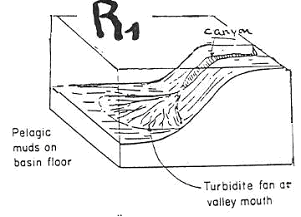 R1
canyon
Pelagic
muds on
basin floor
Turbidite fan at
valley mouth